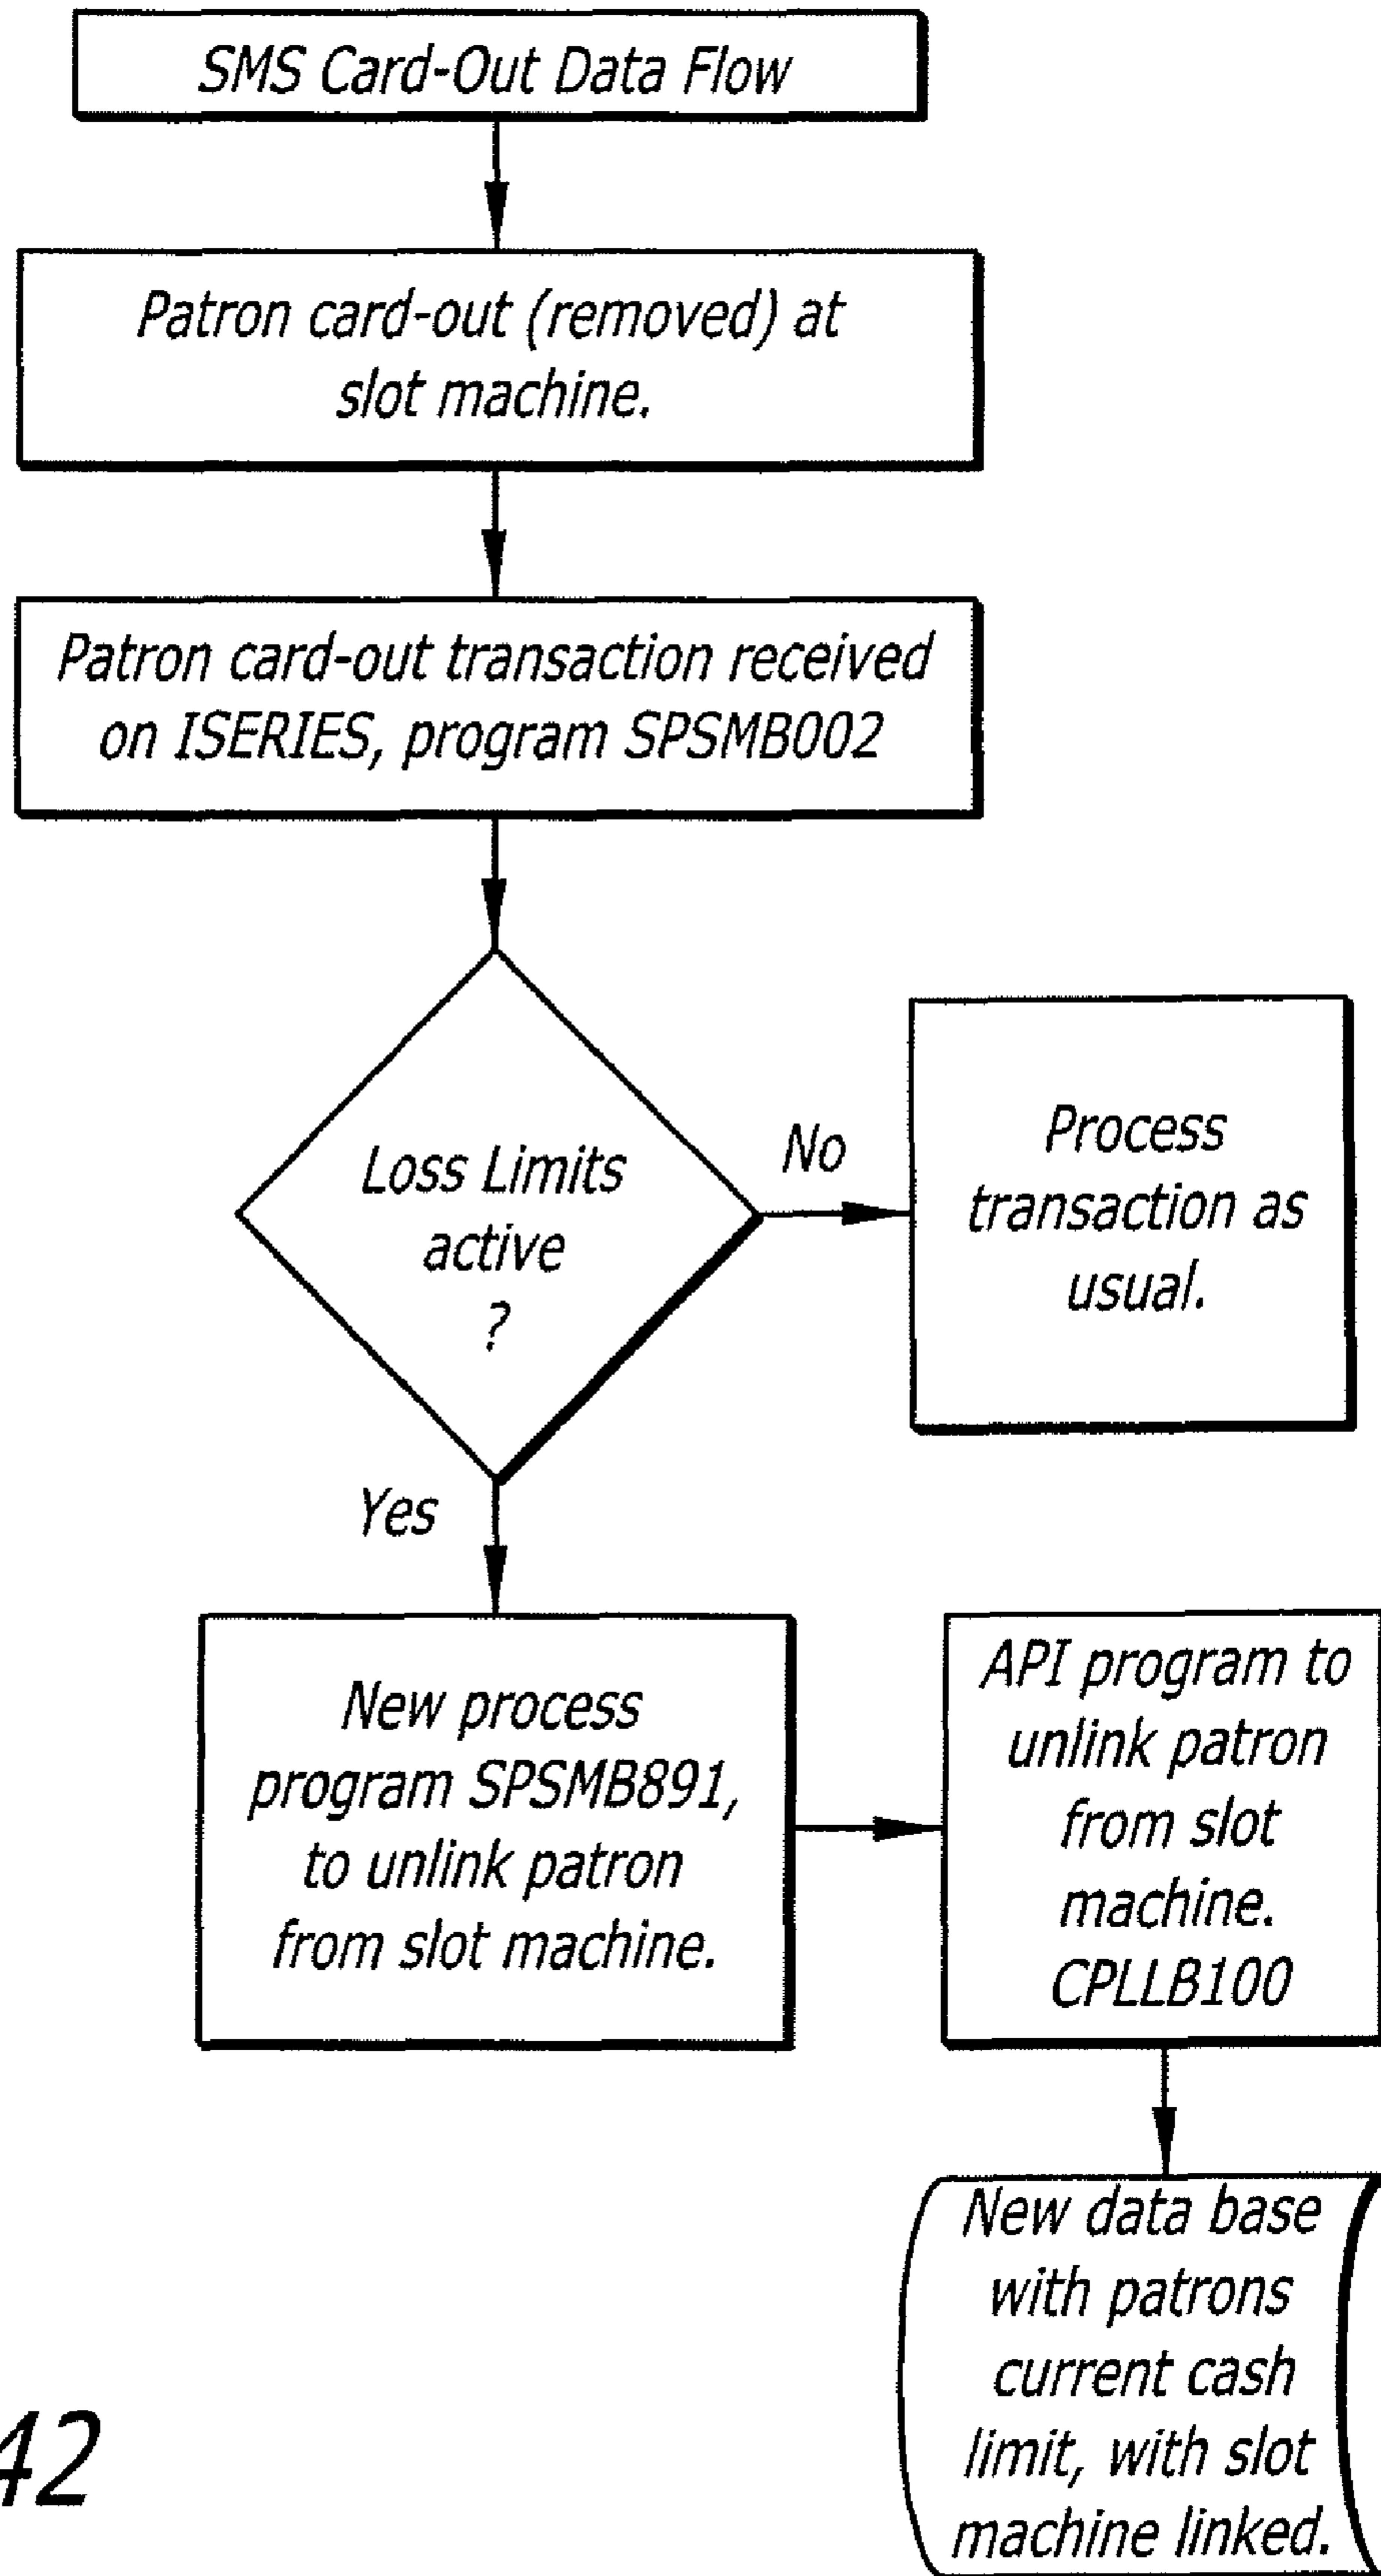 SMS Card-Out Data Flow
Patron card-out (removed) at
slot machine.
Patron card-out transaction received
on ISERIES, program SPSMB002
Loss Limits
active
?
No
Process
transaction as
usual.
Yes
New process
program SPSMB891,
to unlink patron
from slot machine.
API program to
unlink patron
from slot
machine.
CPLLB100
New data base
with patrons
current cash
limit, with slot
machine linked.
42